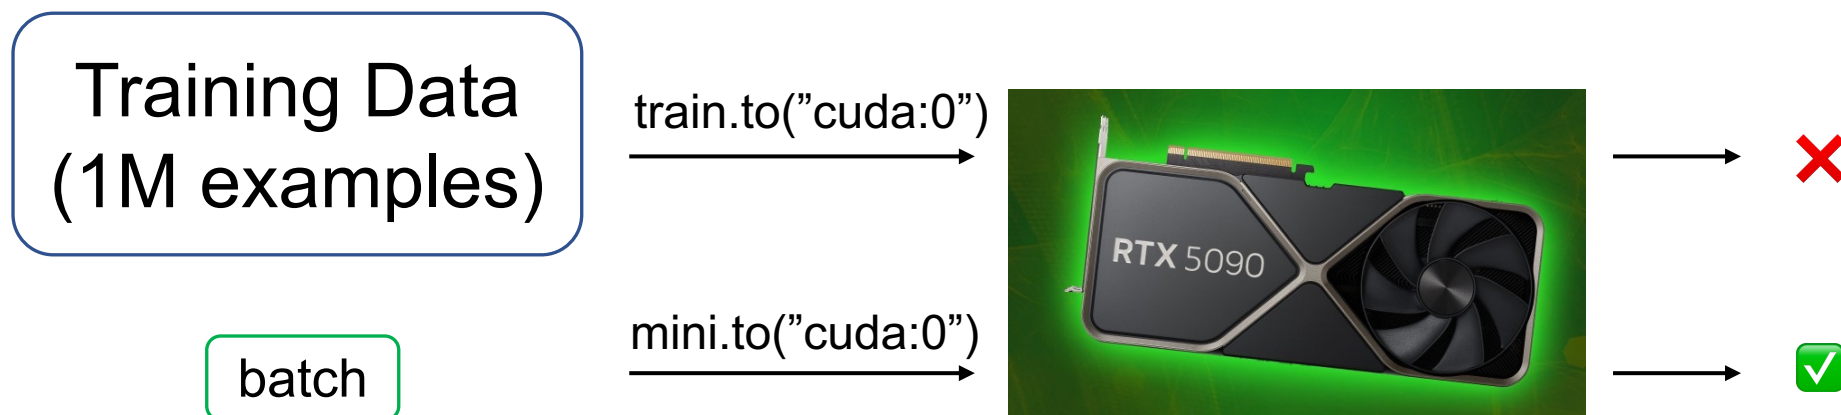 Training Data
(1M examples)
train.to(”cuda:0”)
RTX 5090
mini.to(”cuda:0”)
batch